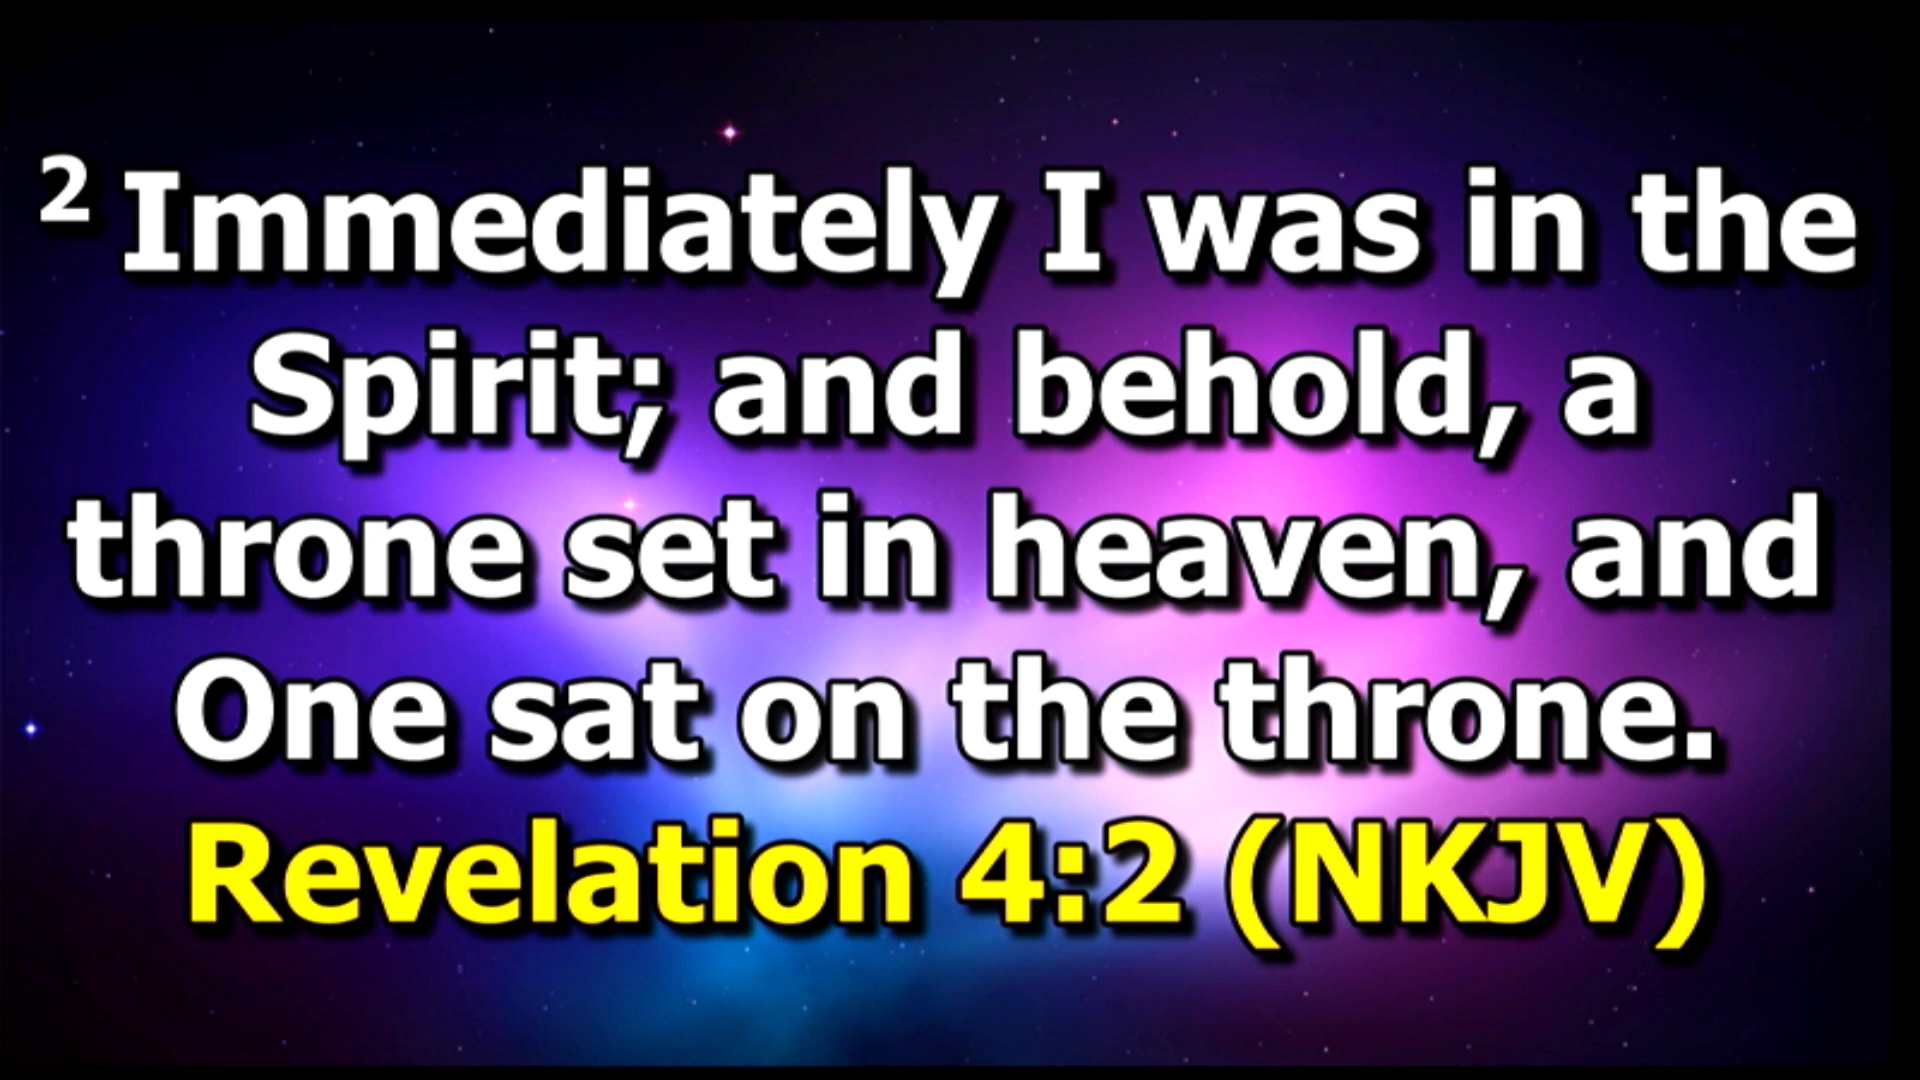 2 Immediately I was in the
Spirit; and behold, a
throne set in heaven, and
One sat on the throne.
Revelation 4:2 (NKJV)